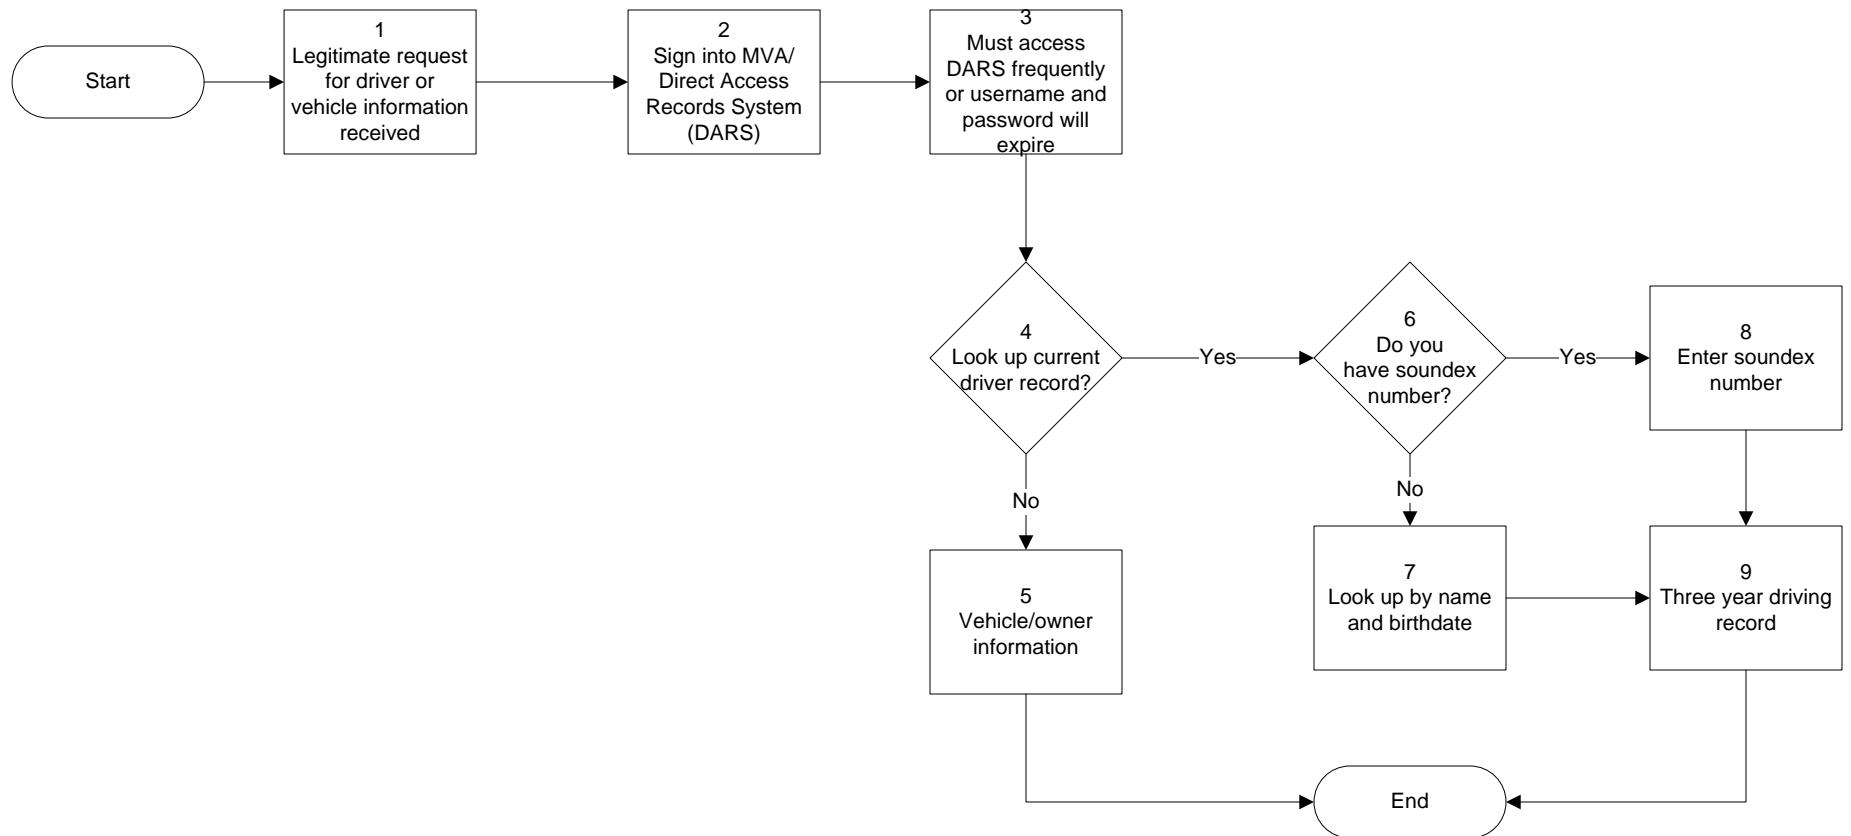 Start
1
Legitimate request
for driver or
vehicle information
received
2
Sign into MVA/
Direct Access
Records System
(DARS)
3
Must access
DARS frequently
or username and
password will
expire
4
Look up current
driver record?
Yes
6
Do you
have soundex
number?
Yes
8
Enter soundex
number
No
No
5
Vehicle/owner
information
7
Look up by name
and birthdate
9
Three year driving
record
End